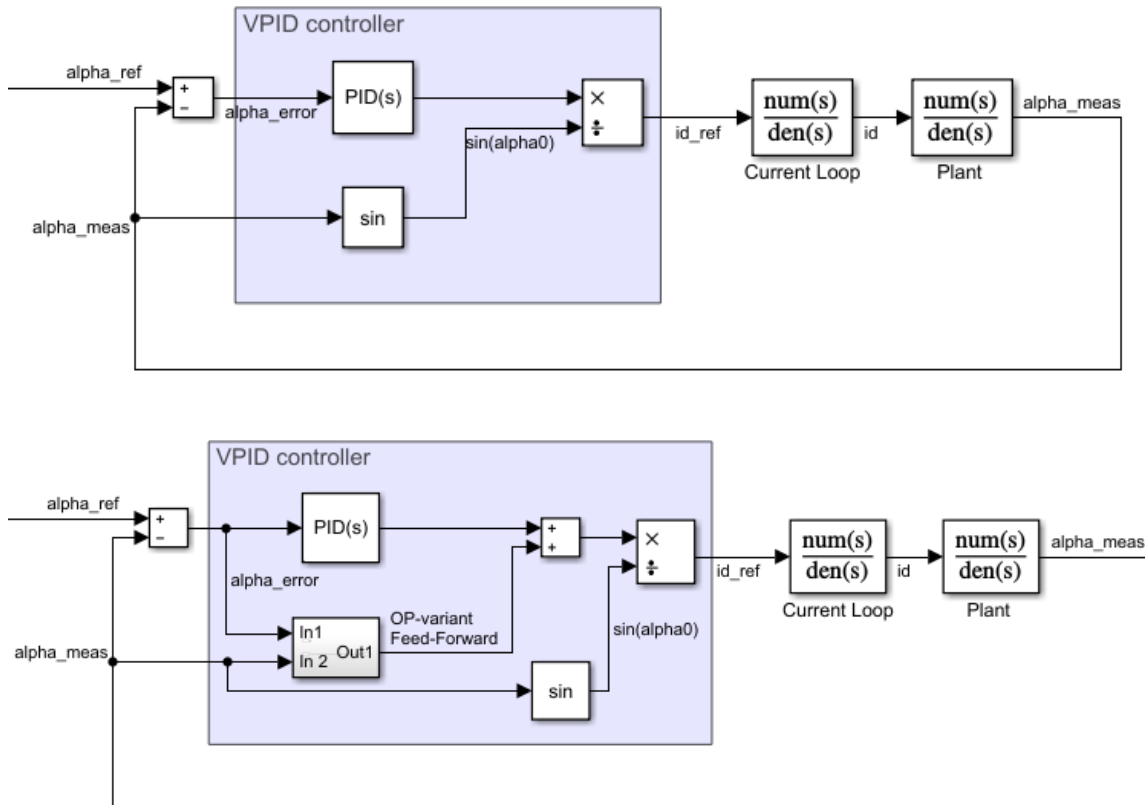 VPID controller
alpha_ref
+
−
alpha_error
PID(s)
×
÷
sin(alpha0)
id_ref
num(s)
den(s)
Current Loop
id
num(s)
den(s)
Plant
alpha_meas
alpha_meas
sin
VPID controller
alpha_ref
+
−
alpha_error
PID(s)
+
+
×
÷
id_ref
num(s)
den(s)
Current Loop
id
num(s)
den(s)
Plant
alpha_meas
alpha_meas
In1
In 2
Out1
OP-variant
Feed-Forward
sin(alpha0)
sin